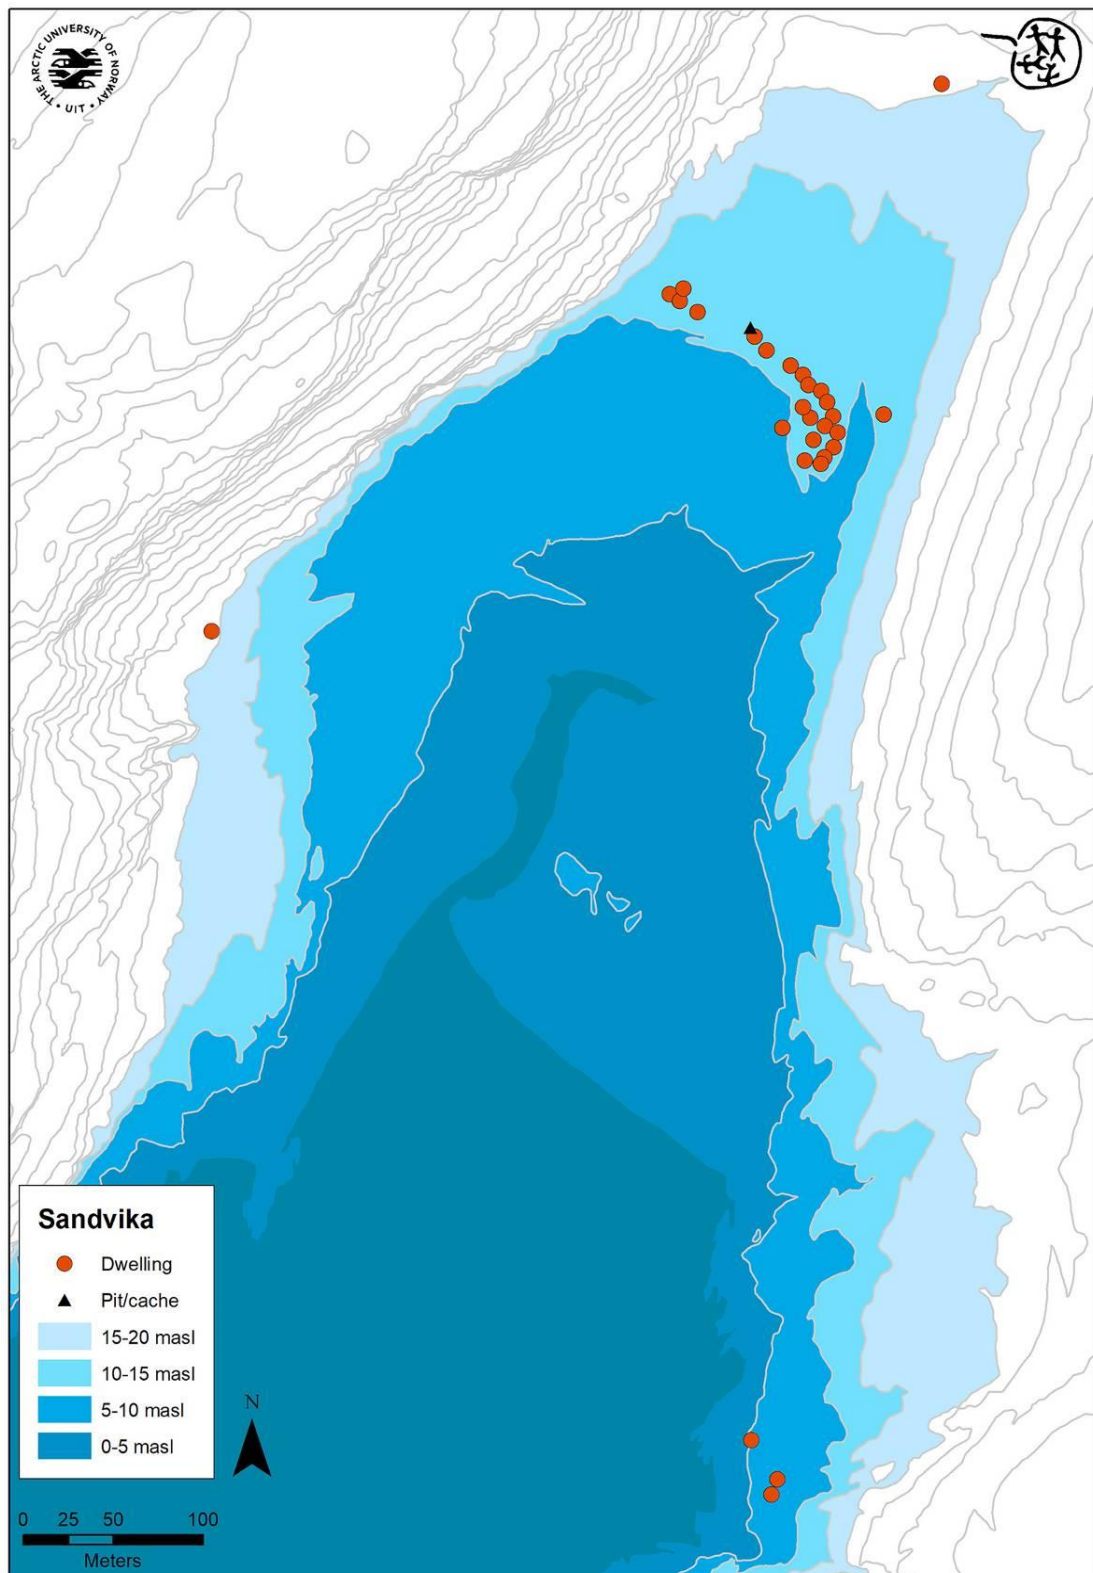 THE ARCTIC UNIVERSITY OF NORWAY
· UIT ·
Sandvika
Dwelling
Pit/cache
15-20 masl
10-15 masl
5-10 masl
0-5 masl
N
0 25 50 100
Meters